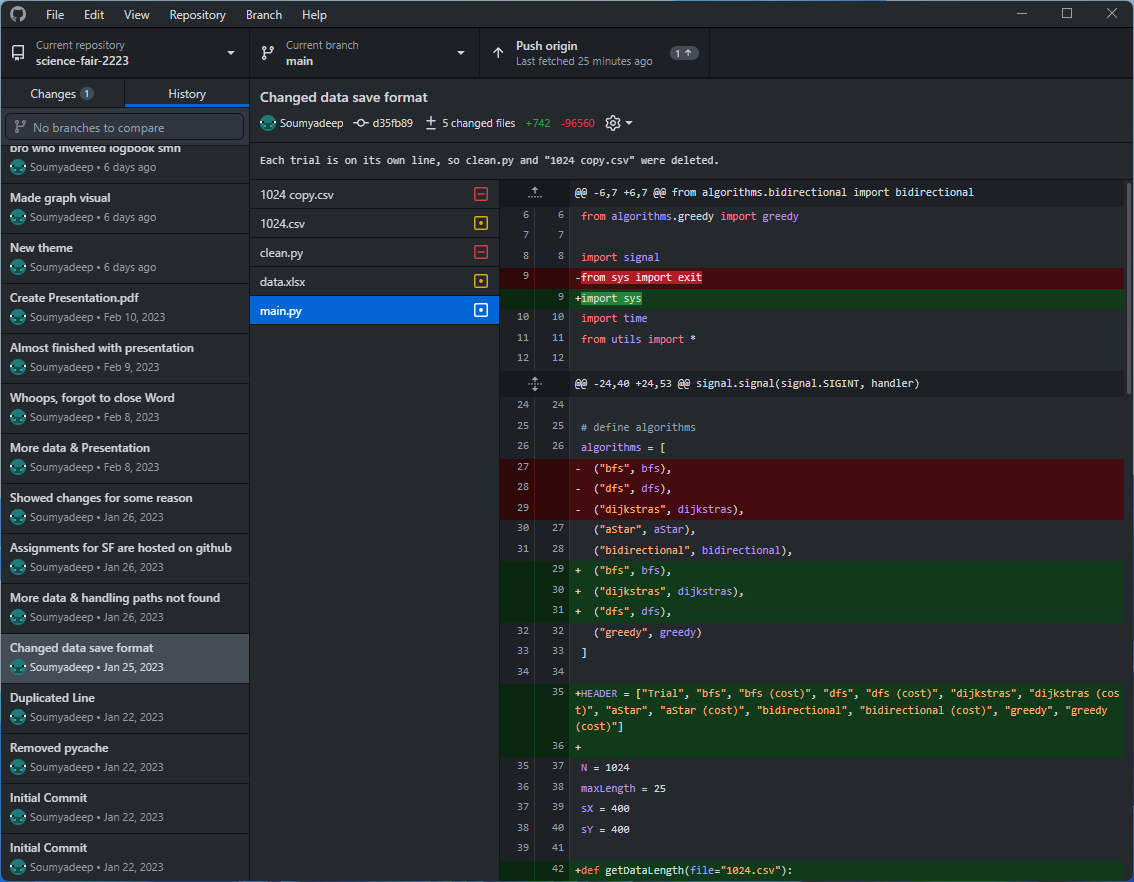 File Edit View Repository Branch Help
Current repository
science-fair-2223
Current branch
main
Push origin
Last fetched 25 minutes ago
1
Changes 1
History
No branches to compare
bro who invented logbook smh
Soumyadeep • 6 days ago
Made graph visual
Soumyadeep • 6 days ago
New theme
Soumyadeep • 6 days ago
Create Presentation.pdf
Soumyadeep • Feb 10, 2023
Almost finished with presentation
Soumyadeep • Feb 9, 2023
Whoops, forgot to close Word
Soumyadeep • Feb 8, 2023
More data & Presentation
Soumyadeep • Feb 8, 2023
Showed changes for some reason
Soumyadeep • Jan 26, 2023
Assignments for SF are hosted on github
Soumyadeep • Jan 26, 2023
More data & handling paths not found
Soumyadeep • Jan 26, 2023
Changed data save format
Soumyadeep • Jan 25, 2023
Duplicated Line
Soumyadeep • Jan 22, 2023
Removed pycache
Soumyadeep • Jan 22, 2023
Initial Commit
Soumyadeep • Jan 22, 2023
Initial Commit
Soumyadeep • Jan 22, 2023
Changed data save format
Soumyadeep d35fb89 5 changed files +742 -96560
Each trial is on its own line, so clean.py and "1024 copy.csv" were deleted.
1024 copy.csv
1024.csv
clean.py
data.xlsx
main.py
@@ -6,7 +6,7 @@ from algorithms.bidirectional import bidirectional
6 6 from algorithms.greedy import greedy
7 7
8 8 import signal
9 -from sys import exit
9 +import sys
10 10 import time
11 11 from utils import *
12 12
@@ -24,40 +24,53 @@ signal.signal(signal.SIGINT, handler)
24 24
25 25 # define algorithms
26 26 algorithms = [
27 - ("bfs", bfs),
28 - ("dfs", dfs),
29 - ("dijkstras", dijkstras),
30 27 ("aStar", aStar),
31 28 ("bidirectional", bidirectional),
29 + ("bfs", bfs),
30 + ("dijkstras", dijkstras),
31 + ("dfs", dfs),
32 32 ("greedy", greedy)
33 33 ]
34 34
35 +HEADER = ["Trial", "bfs", "bfs (cost)", "dfs", "dfs (cost)", "dijkstras", "dijkstras (cos
t)", "aStar", "aStar (cost)", "bidirectional", "bidirectional (cost)", "greedy", "greedy
(cost)"]
36 +
35 37 N = 1024
36 38 maxLength = 25
37 39 sX = 400
38 40 sY = 400
39 41
42 +def getDataLength(file="1024.csv"):